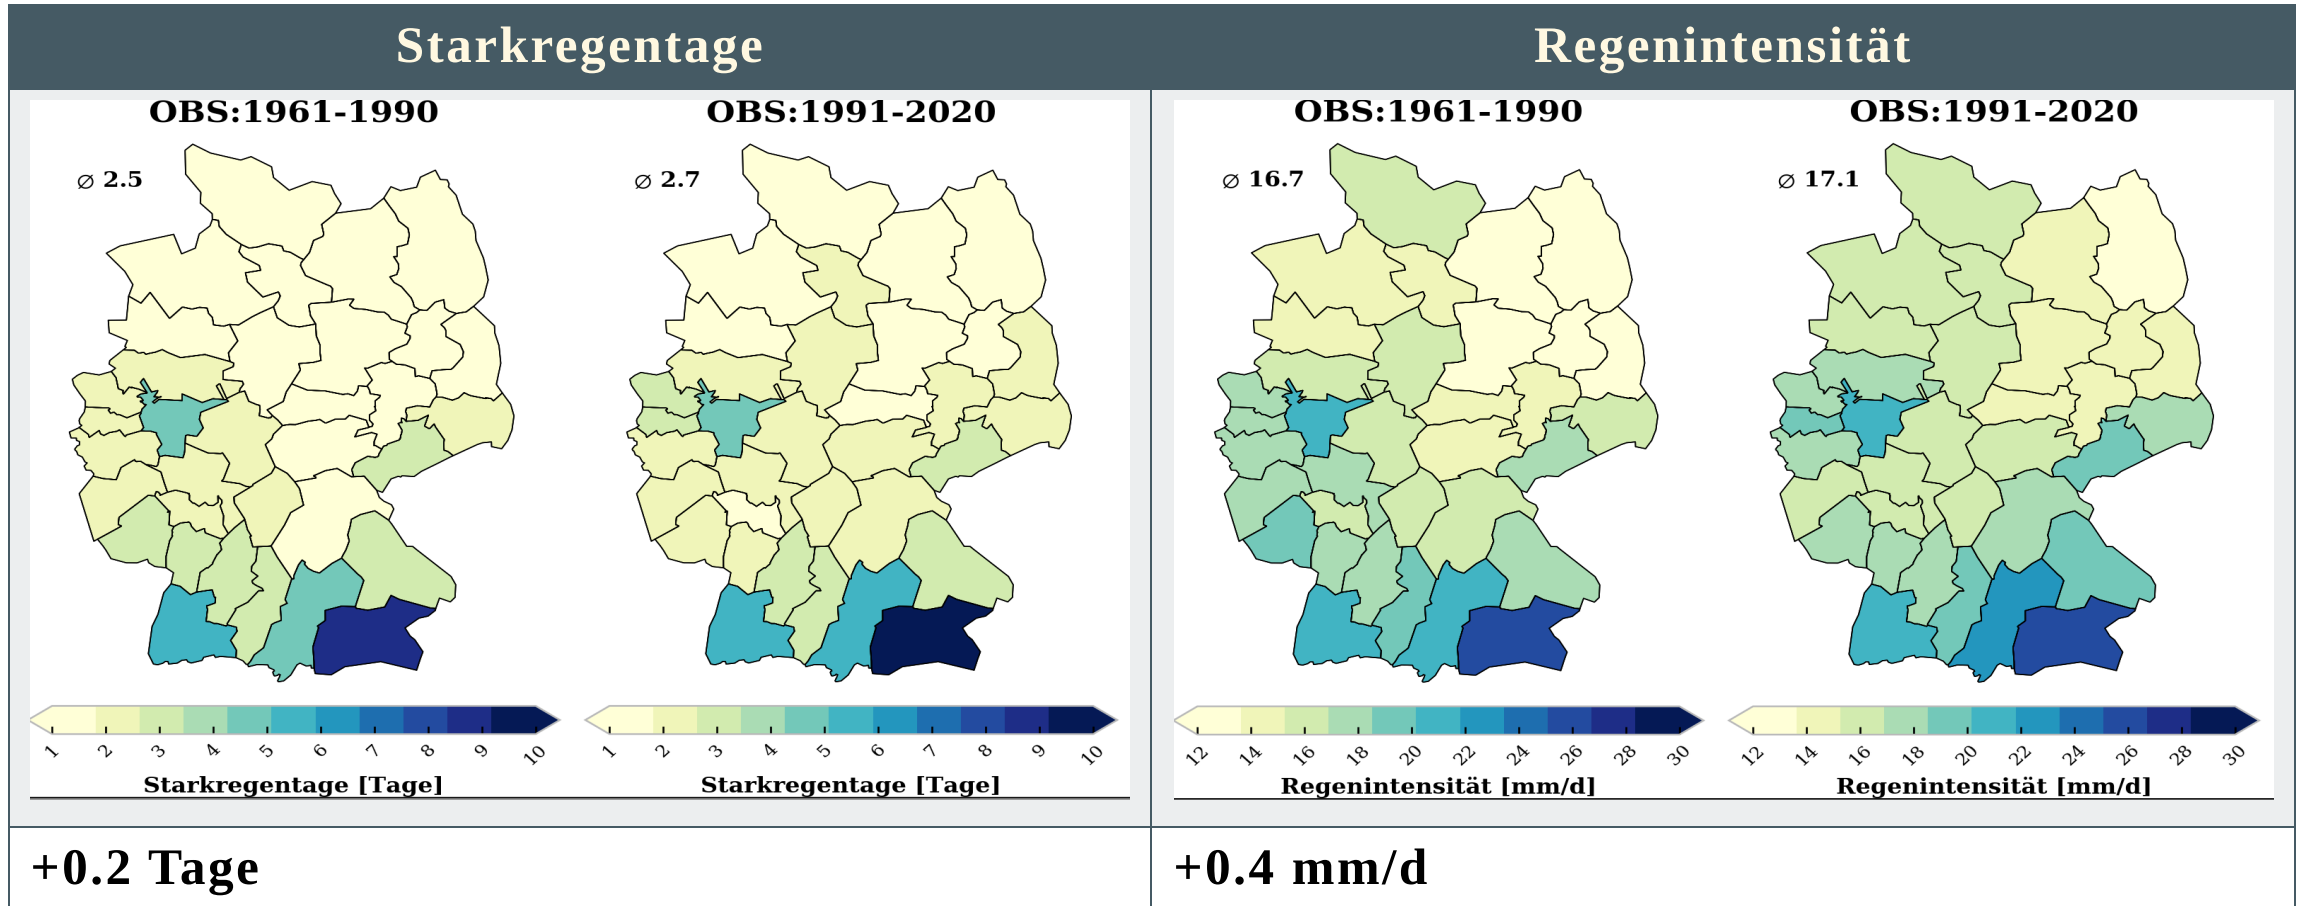 Starkregentage
Regenintensität
OBS:1961-1990
OBS:1991-2020
OBS:1961-1990
OBS:1991-2020
∅ 2.5
∅ 2.7
∅ 16.7
∅ 17.1
1 2 3 4 5 6 7 8 9 10
1 2 3 4 5 6 7 8 9 10
12 14 16 18 20 22 24 26 28 30
12 14 16 18 20 22 24 26 28 30
Starkregentage [Tage]
Starkregentage [Tage]
Regenintensität [mm/d]
Regenintensität [mm/d]
+0.2 Tage
+0.4 mm/d